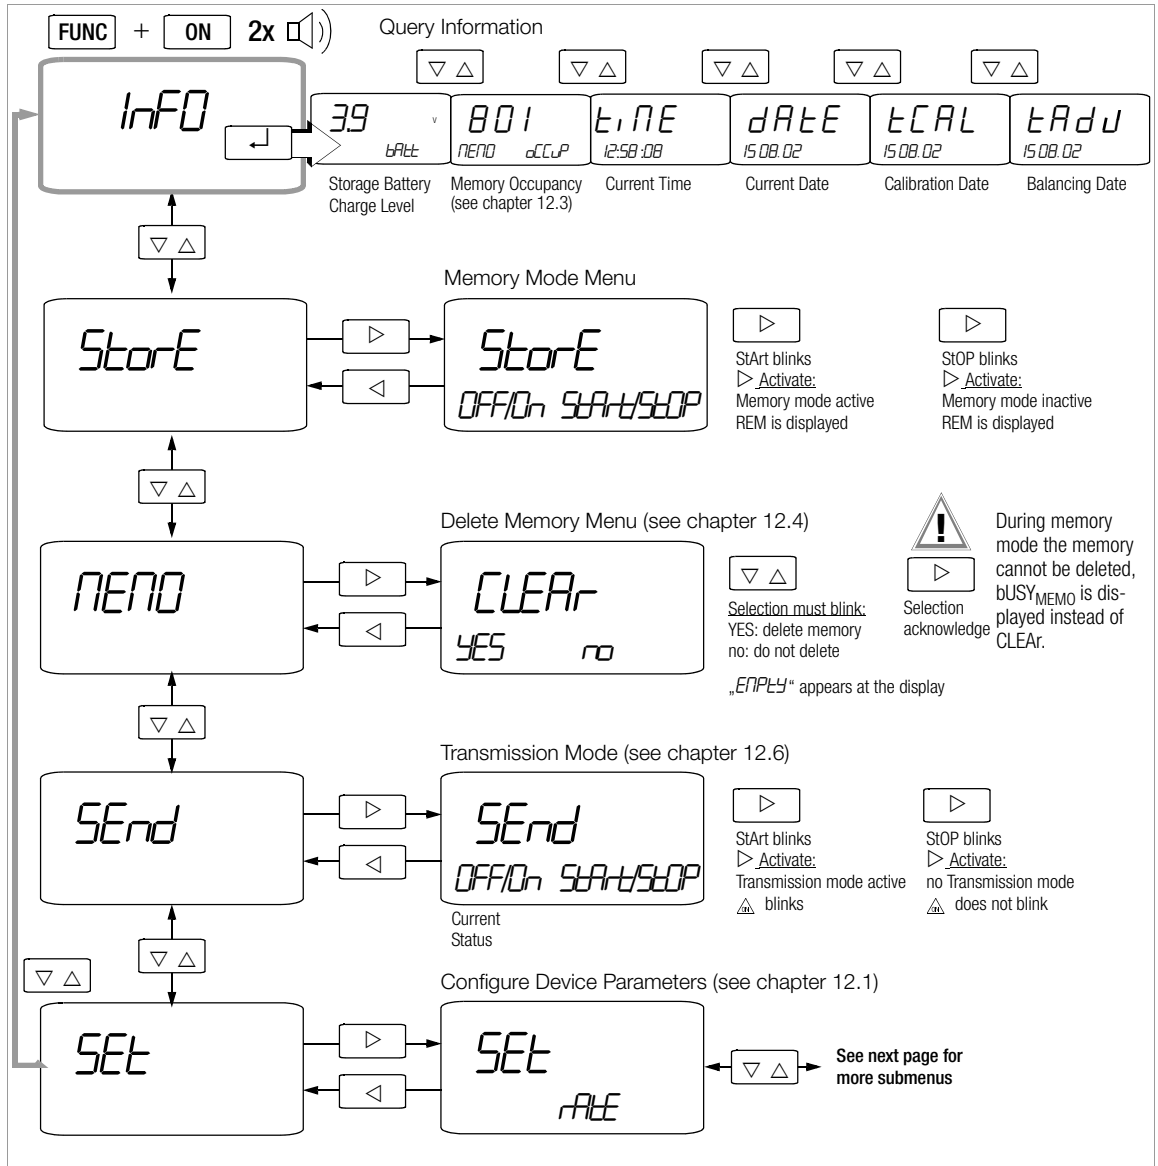 FUNC + ON 2x
Query Information
▽ △ ▽ △ ▽ △ ▽ △ ▽ △
InFO
3.9 V
bAtt
801
MEMO oCCuP
tiME
12:58:08
dAtE
15.08.02
tCAL
15.08.02
tAdJ
15.08.02
Storage Battery
Charge Level
Memory Occupancy
(see chapter 12.3)
Current Time
Current Date
Calibration Date
Balancing Date
▽ △
Memory Mode Menu
StorE
▷
◁
StorE
OFF/On StArt/StOP
▷
StArt blinks
▷ Activate:
Memory mode active
REM is displayed
▷
StOP blinks
▷ Activate:
Memory mode inactive
REM is displayed
▽ △
Delete Memory Menu (see chapter 12.4)
MEMO
▷
◁
CLEAr
YES no
▽ △
Selection must blink:
YES: delete memory
no: do not delete
„EMPtY“ appears at the display
!
▷
Selection
acknowledge
During memory
mode the memory
cannot be deleted,
bUSYMEMO is dis-
played instead of
CLEAr.
▽ △
Transmission Mode (see chapter 12.6)
SEnd
▷
◁
SEnd
OFF/On StArt/StOP
Current
Status
▷
StArt blinks
▷ Activate:
Transmission mode active
ON blinks
▷
StOP blinks
▷ Activate:
no Transmission mode
ON does not blink
▽ △
▽ △
Configure Device Parameters (see chapter 12.1)
SEt
▷
◁
SEt
rAtE
▽ △
See next page for
more submenus